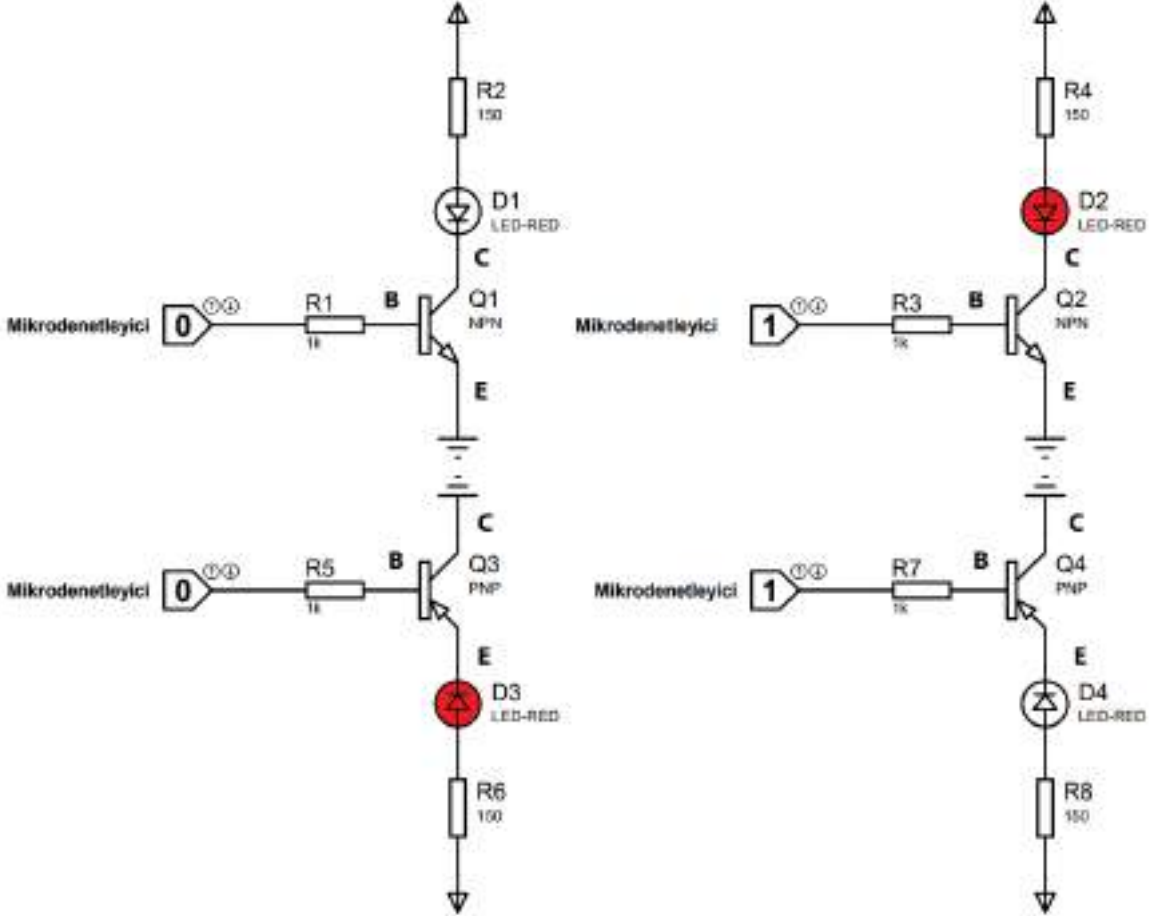 R2
150
D1
LED-RED
C
Mikrodenetleyici 0 R1 B Q1
1k NPN
E
R4
150
D2
LED-RED
C
Mikrodenetleyici 1 R3 B Q2
1k NPN
E
C
Mikrodenetleyici 0 R5 B Q3
1k PNP
E
D3
LED-RED
R6
150
C
Mikrodenetleyici 1 R7 B Q4
1k PNP
E
D4
LED-RED
R8
150